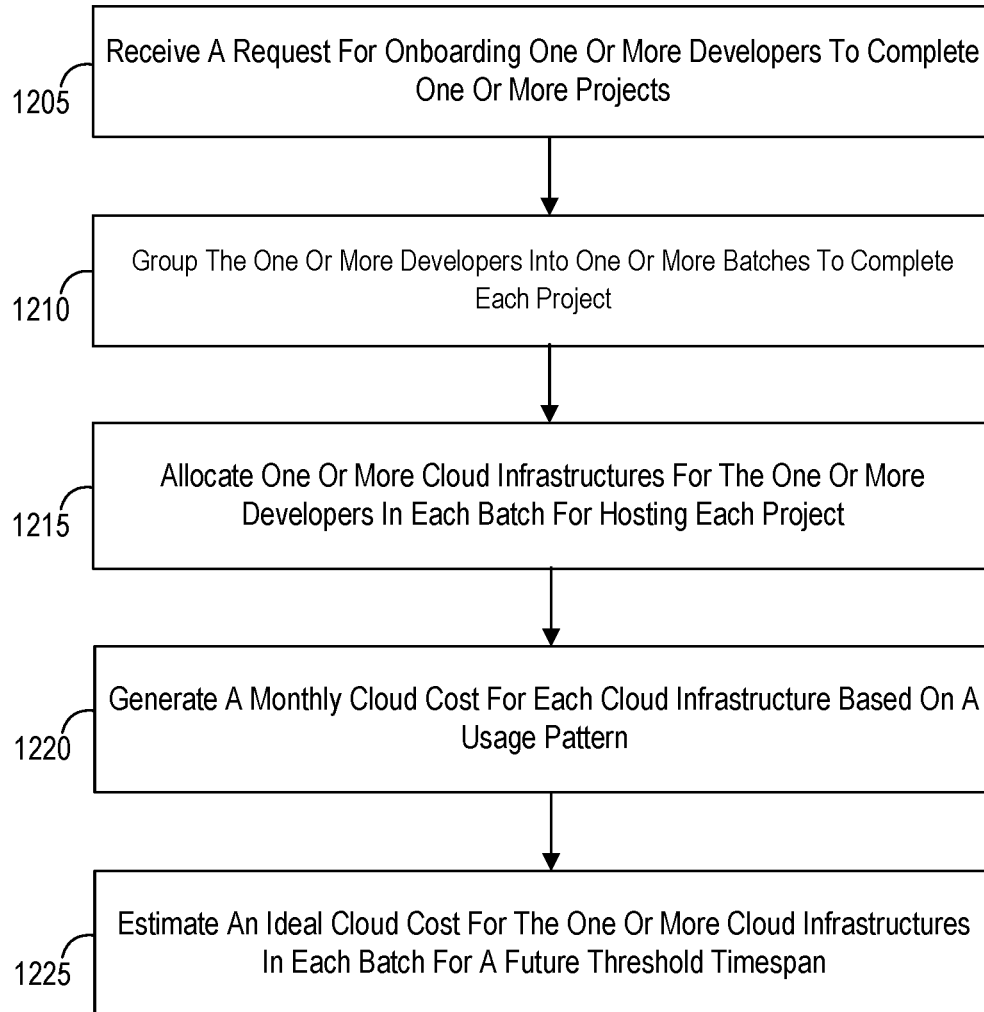 Receive A Request For Onboarding One Or More Developers To Complete
One Or More Projects
1205
Group The One Or More Developers Into One Or More Batches To Complete
Each Project
1210
Allocate One Or More Cloud Infrastructures For The One Or More
Developers In Each Batch For Hosting Each Project
1215
Generate A Monthly Cloud Cost For Each Cloud Infrastructure Based On A
Usage Pattern
1220
Estimate An Ideal Cloud Cost For The One Or More Cloud Infrastructures
In Each Batch For A Future Threshold Timespan
1225